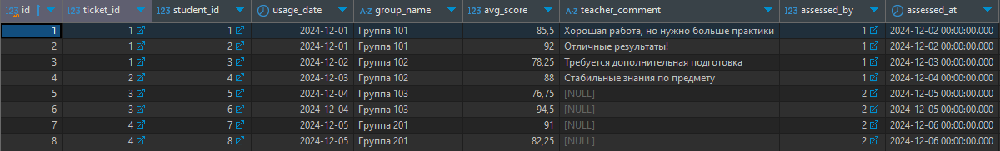 123 id 123 ticket_id 123 student_id usage_date A-Z group_name 123 avg_score A-Z teacher_comment 123 assessed_by assessed_at
1 1 1 2024-12-01 Группа 101 85,5 Хорошая работа, но нужно больше практики 1 2024-12-02 00:00:00.000
2 1 2 2024-12-01 Группа 101 92 Отличные результаты! 1 2024-12-02 00:00:00.000
3 1 3 2024-12-02 Группа 102 78,25 Требуется дополнительная подготовка 1 2024-12-03 00:00:00.000
4 2 4 2024-12-03 Группа 102 88 Стабильные знания по предмету 1 2024-12-04 00:00:00.000
5 3 5 2024-12-04 Группа 103 76,75 [NULL] 2 2024-12-05 00:00:00.000
6 3 6 2024-12-04 Группа 103 94,5 [NULL] 2 2024-12-05 00:00:00.000
7 4 7 2024-12-05 Группа 201 91 [NULL] 2 2024-12-06 00:00:00.000
8 4 8 2024-12-05 Группа 201 82,25 [NULL] 2 2024-12-06 00:00:00.000